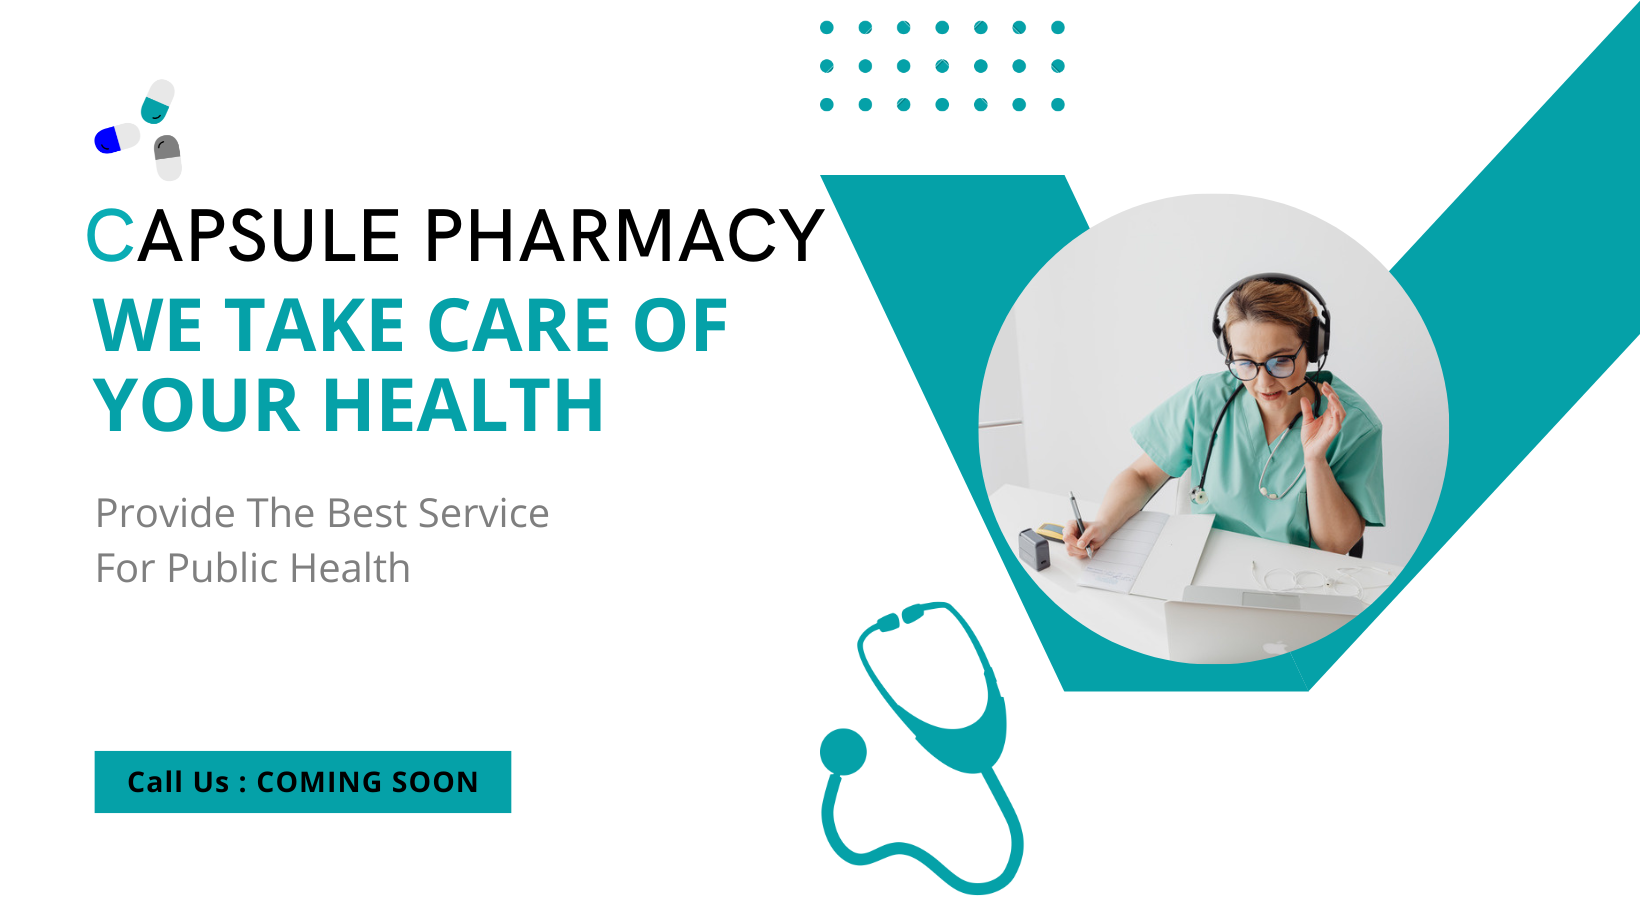 CAPSULE PHARMACY
WE TAKE CARE OF
YOUR HEALTH
Provide The Best Service
For Public Health
Call Us : COMING SOON